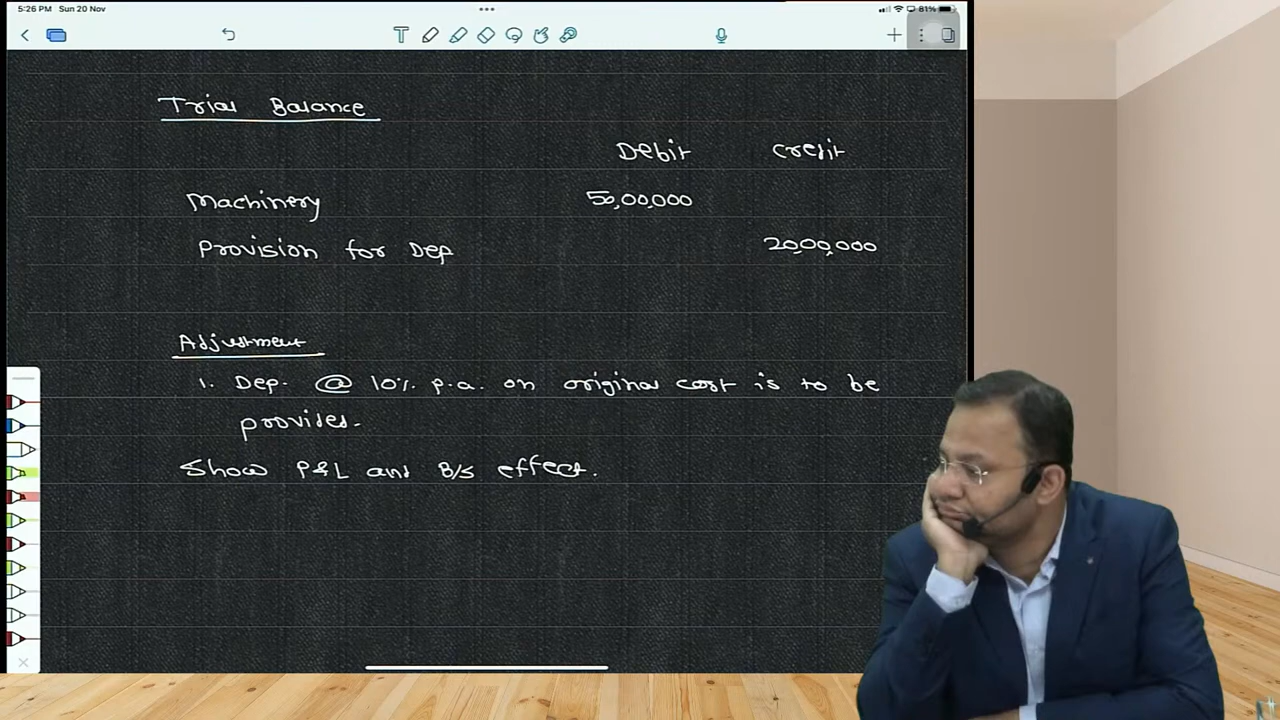 5:26 PM Sun 20 Nov
81%
Trial Balance
Debit Credit
Machinery 50,00,000
Provision for Dep 20,00,000
Adjustment
1. Dep. @ 10% p.a. on original cost is to be
provided.
Show P&L and B/S effect.